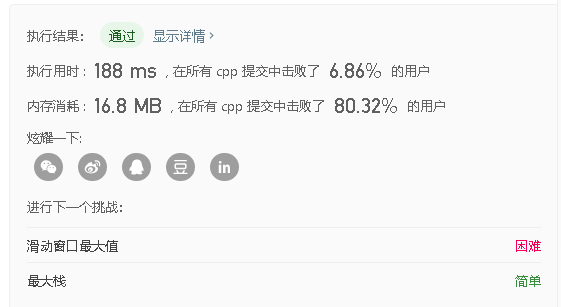 执行结果： 通过 显示详情 ›
执行用时 : 188 ms , 在所有 cpp 提交中击败了 6.86% 的用户
内存消耗 : 16.8 MB , 在所有 cpp 提交中击败了 80.32% 的用户
炫耀一下:
豆 in
进行下一个挑战：
滑动窗口最大值 困难
最大栈 简单